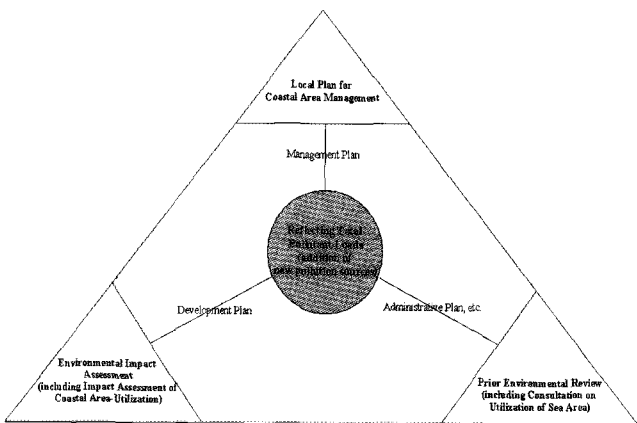 Local Plan for
Coastal Area Management
Management Plan
Reflecting Total
Pollutant Loads
(addition of
new pollution sources)
Development Plan
Administrative Plan, etc.
Environmental Impact
Assessment
(including Impact Assessment of
Coastal Area-Utilization)
Prior Environmental Review
(including Consultation on
Utilization of Sea Area)